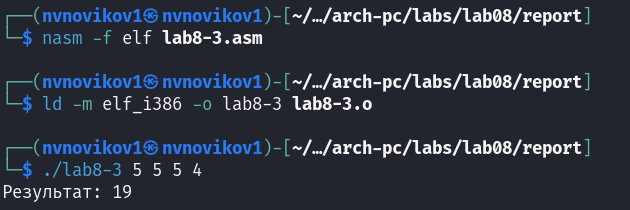 ┌──(nvnovikov1㉿nvnovikov1)-[~/…/arch-pc/labs/lab08/report]
└─$ nasm -f elf lab8-3.asm
┌──(nvnovikov1㉿nvnovikov1)-[~/…/arch-pc/labs/lab08/report]
└─$ ld -m elf_i386 -o lab8-3 lab8-3.o
┌──(nvnovikov1㉿nvnovikov1)-[~/…/arch-pc/labs/lab08/report]
└─$ ./lab8-3 5 5 5 4
Результат: 19